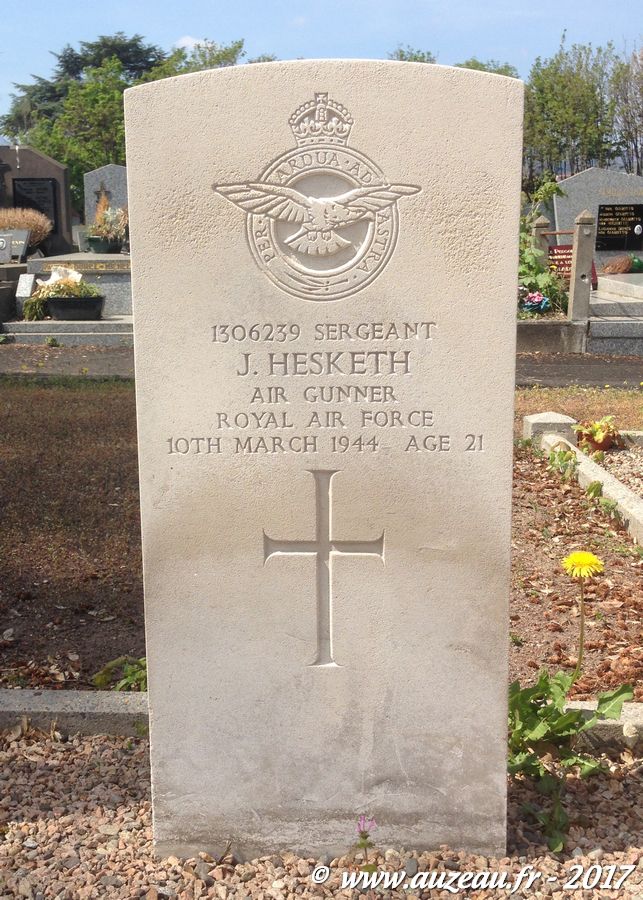 PER ARDUA AD ASTRA
1306239 SERGEANT
J. HESKETH
AIR GUNNER
ROYAL AIR FORCE
10TH MARCH 1944 AGE 21
© www.auzeau.fr - 2017